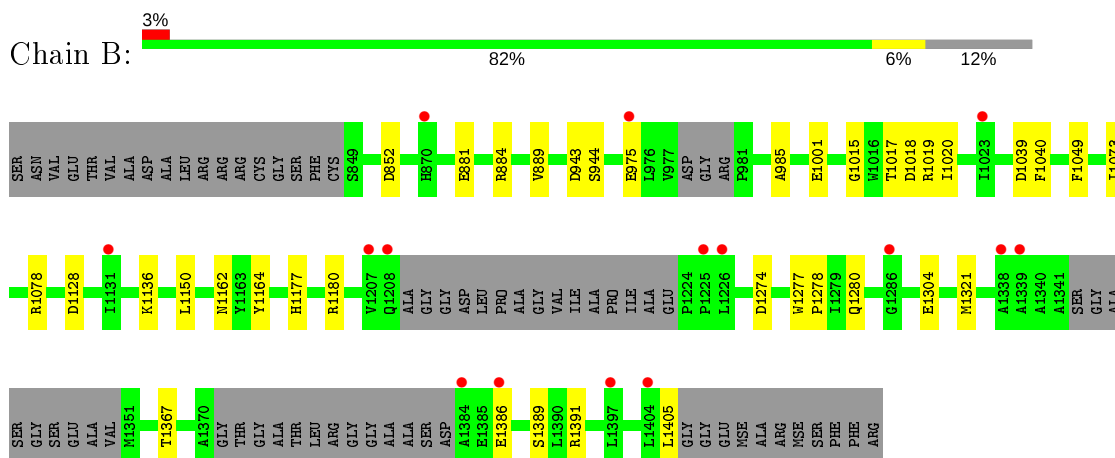 3%
Chain B:
82% 6% 12%
SER ASN VAL GLU THR VAL ALA ASP ALA LEU ARG ARG ARG CYS GLY SER PHE CYS S849 D852 H870 E881 R884 V889 D943 S944 E975 L976 V977 ASP GLY ARG P981 A985 E1001 G1015 W1016 T1017 D1018 R1019 I1020 I1023 D1039 F1040 F1049 I1073
R1078 D1128 I1131 K1136 L1150 N1162 Y1163 Y1164 H1177 R1180 V1207 Q1208 ALA GLY GLY ASP LEU PRO ALA GLY VAL ILE ALA PRO ILE ALA GLU P1224 P1225 L1226 D1274 W1277 P1278 I1279 Q1280 G1286 E1304 M1321 A1338 A1339 A1340 A1341 SER GLY ALA
SER GLY SER GLU ALA VAL M1351 T1367 A1370 GLY THR GLY ALA THR LEU ARG GLY GLY ALA ALA SER ASP A1384 E1385 E1386 S1389 L1390 R1391 L1397 L1404 L1405 GLY GLY GLU MSE ALA ARG MSE SER PHE PHE ARG